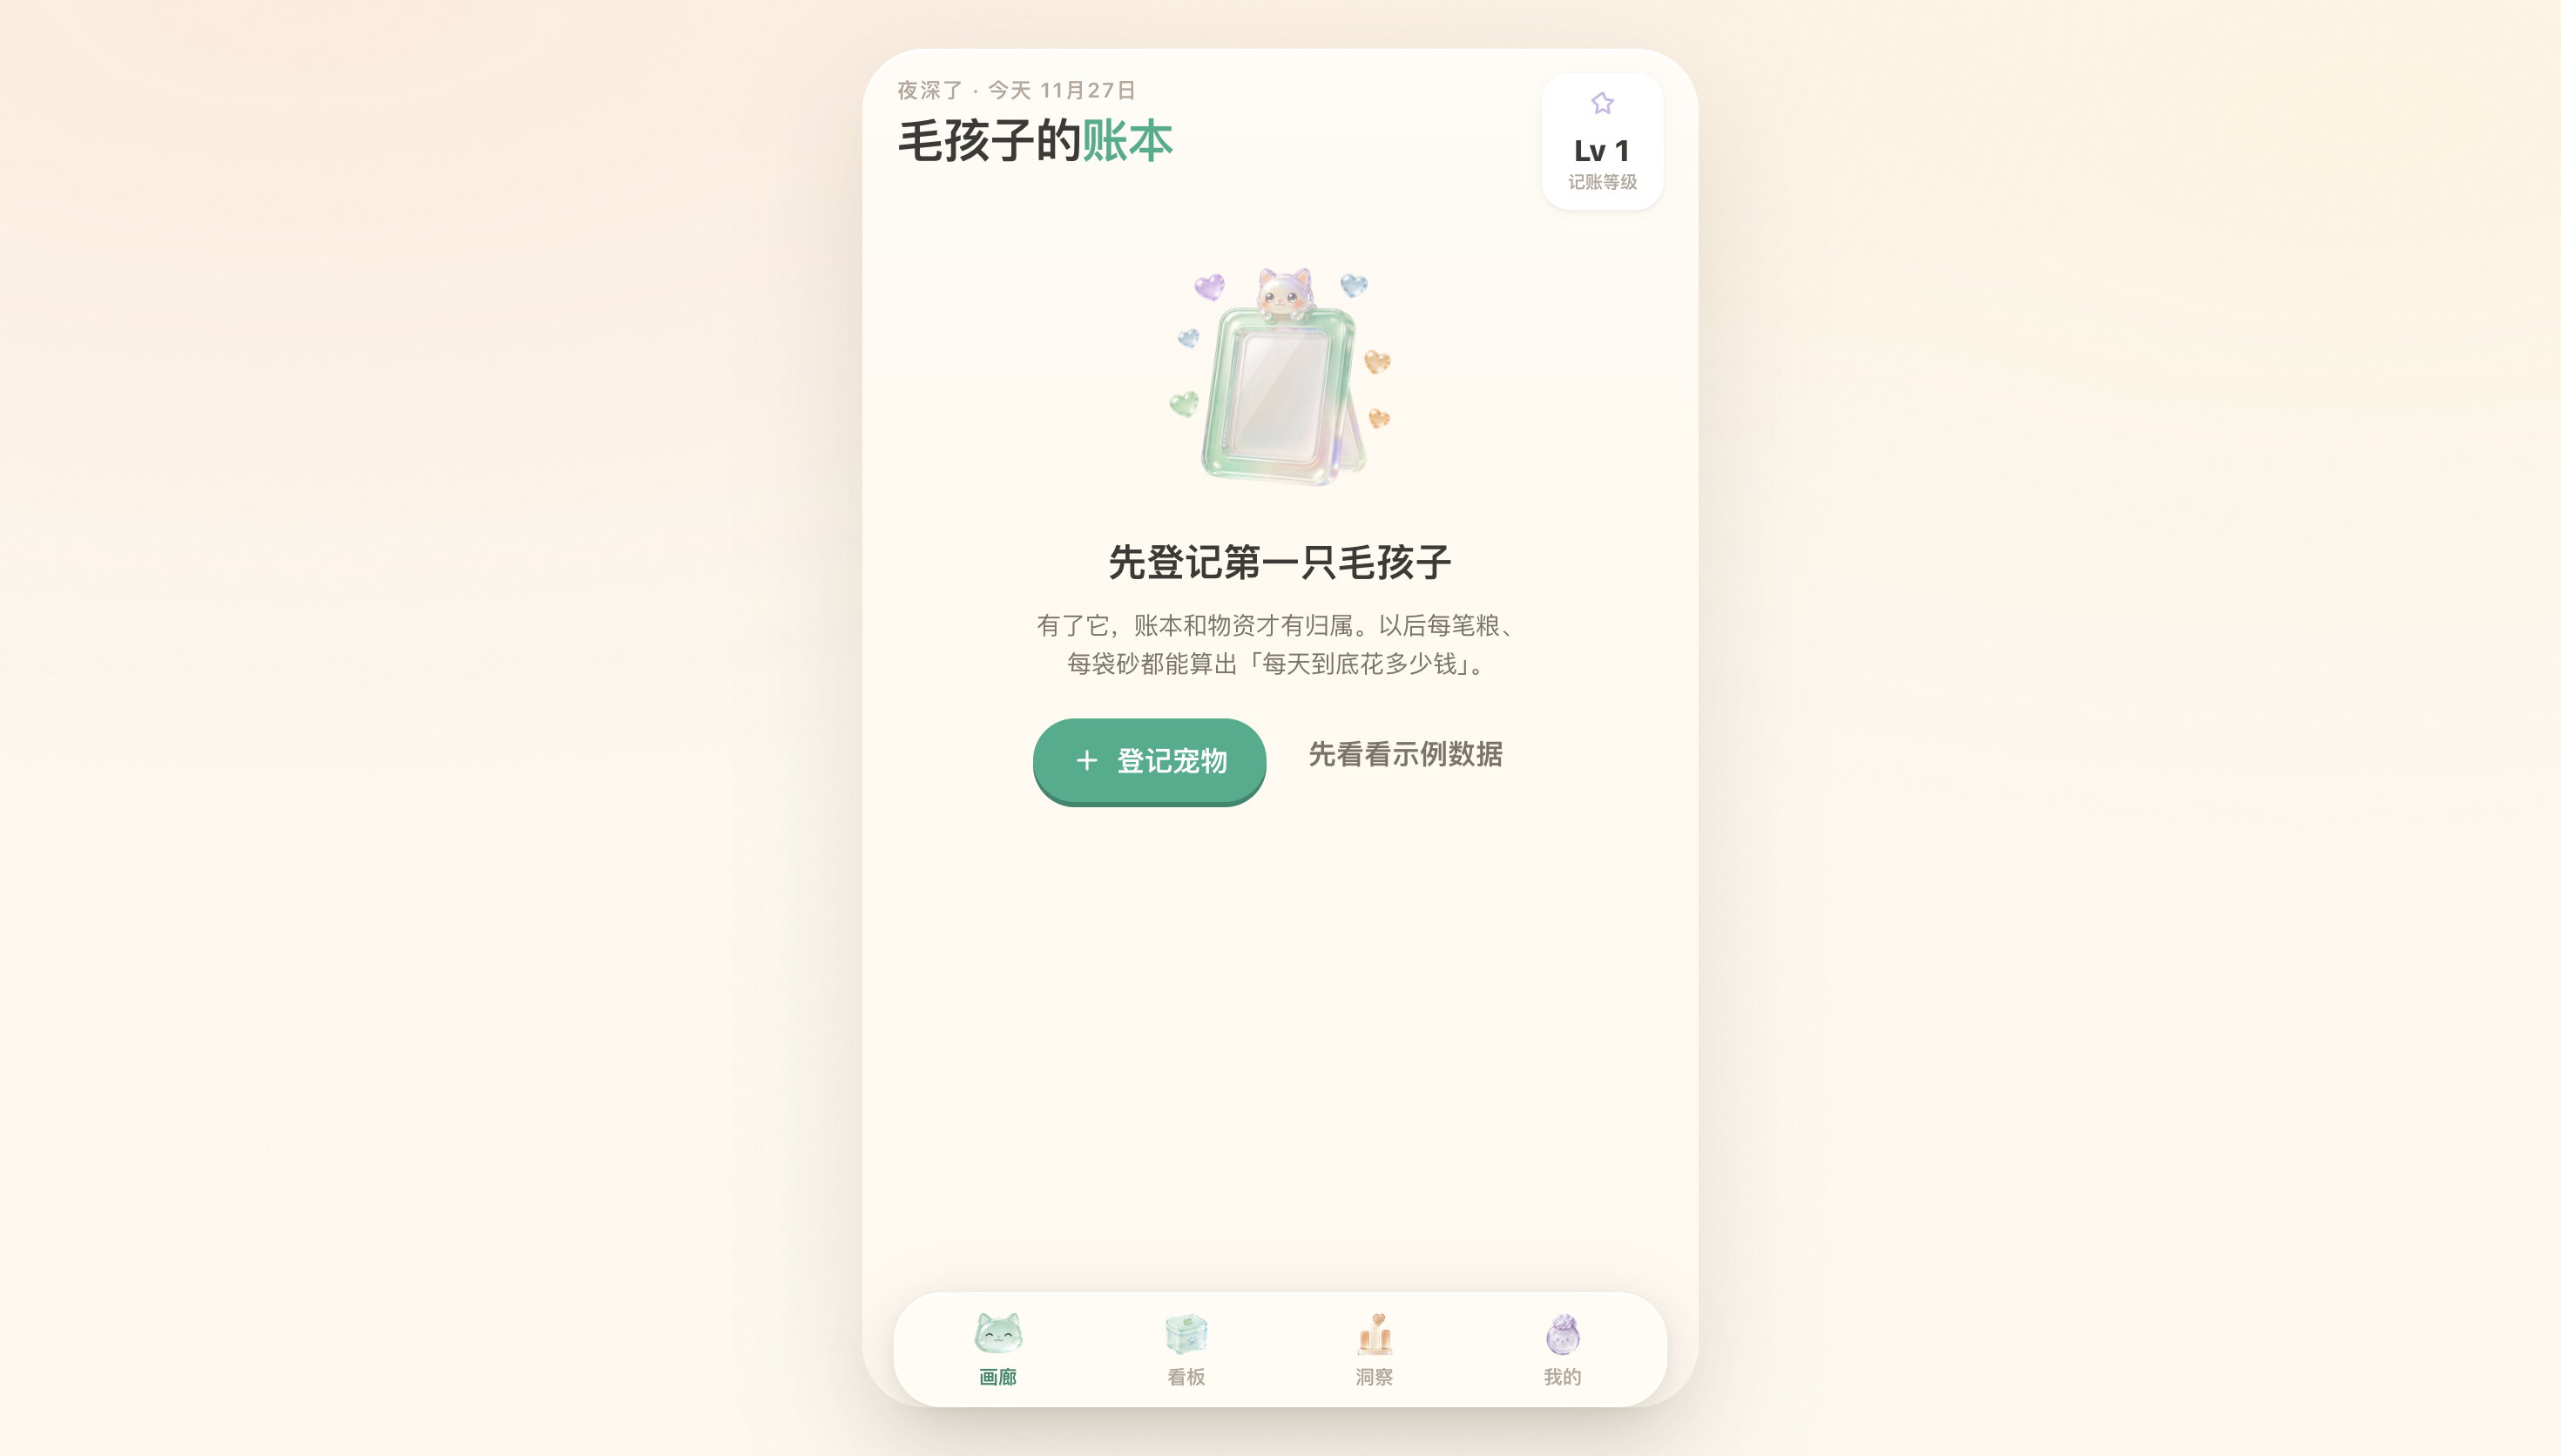 夜深了 · 今天 11月27日
毛孩子的账本
Lv 1
记账等级
先登记第一只毛孩子
有了它，账本和物资才有归属。以后每笔粮、
每袋砂都能算出「每天到底花多少钱」。
+ 登记宠物
先看看示例数据
画廊
看板
洞察
我的